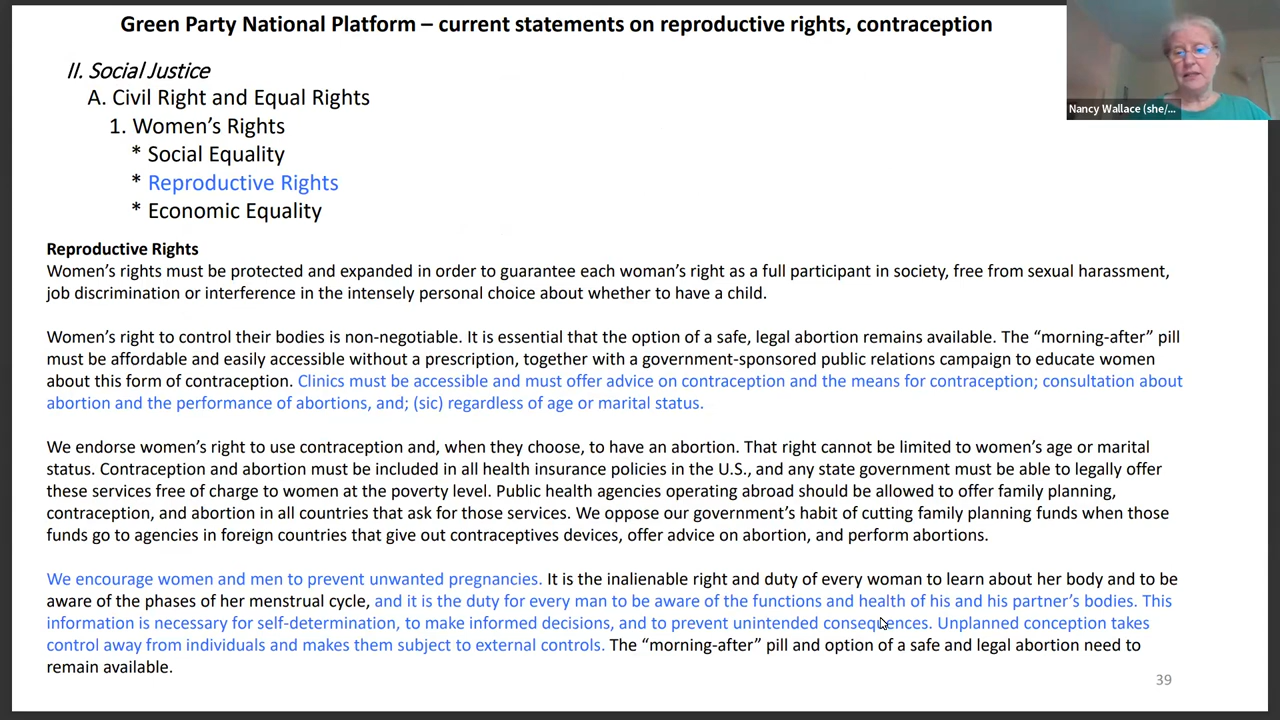 Green Party National Platform – current statements on reproductive rights, contraception
II. Social Justice
A. Civil Right and Equal Rights
1. Women’s Rights
* Social Equality
* Reproductive Rights
* Economic Equality
Nancy Wallace (she/...
Reproductive Rights
Women’s rights must be protected and expanded in order to guarantee each woman’s right as a full participant in society, free from sexual harassment,
job discrimination or interference in the intensely personal choice about whether to have a child.
Women’s right to control their bodies is non-negotiable. It is essential that the option of a safe, legal abortion remains available. The “morning-after” pill
must be affordable and easily accessible without a prescription, together with a government-sponsored public relations campaign to educate women
about this form of contraception. Clinics must be accessible and must offer advice on contraception and the means for contraception; consultation about
abortion and the performance of abortions, and; (sic) regardless of age or marital status.
We endorse women’s right to use contraception and, when they choose, to have an abortion. That right cannot be limited to women’s age or marital
status. Contraception and abortion must be included in all health insurance policies in the U.S., and any state government must be able to legally offer
these services free of charge to women at the poverty level. Public health agencies operating abroad should be allowed to offer family planning,
contraception, and abortion in all countries that ask for those services. We oppose our government’s habit of cutting family planning funds when those
funds go to agencies in foreign countries that give out contraceptives devices, offer advice on abortion, and perform abortions.
We encourage women and men to prevent unwanted pregnancies. It is the inalienable right and duty of every woman to learn about her body and to be
aware of the phases of her menstrual cycle, and it is the duty for every man to be aware of the functions and health of his and his partner’s bodies. This
information is necessary for self-determination, to make informed decisions, and to prevent unintended consequences. Unplanned conception takes
control away from individuals and makes them subject to external controls. The “morning-after” pill and option of a safe and legal abortion need to
remain available.
39